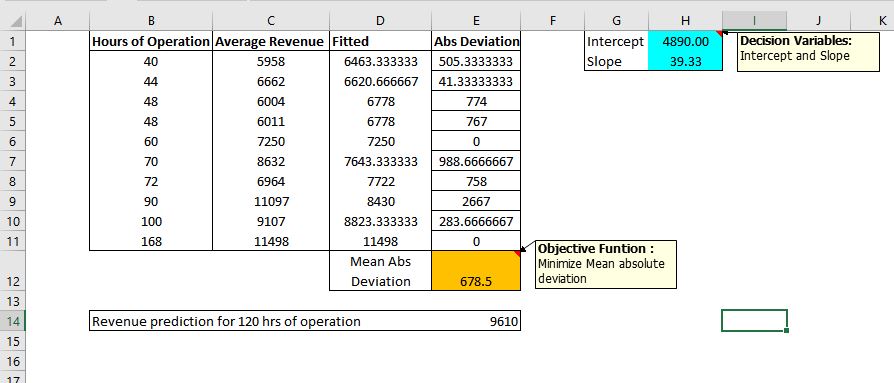 A B C D E F G H I J K
1 Hours of Operation Average Revenue Fitted Abs Deviation Intercept 4890.00 Decision Variables:
2 40 5958 6463.333333 505.3333333 Slope 39.33 Intercept and Slope
3 44 6662 6620.666667 41.33333333
4 48 6004 6778 774
5 48 6011 6778 767
6 60 7250 7250 0
7 70 8632 7643.333333 988.6666667
8 72 6964 7722 758
9 90 11097 8430 2667
10 100 9107 8823.333333 283.6666667
11 168 11498 11498 0 Objective Funtion :
Mean Abs Minimize Mean absolute
12 Deviation 678.5 deviation
13
14 Revenue prediction for 120 hrs of operation 9610
15
16
17